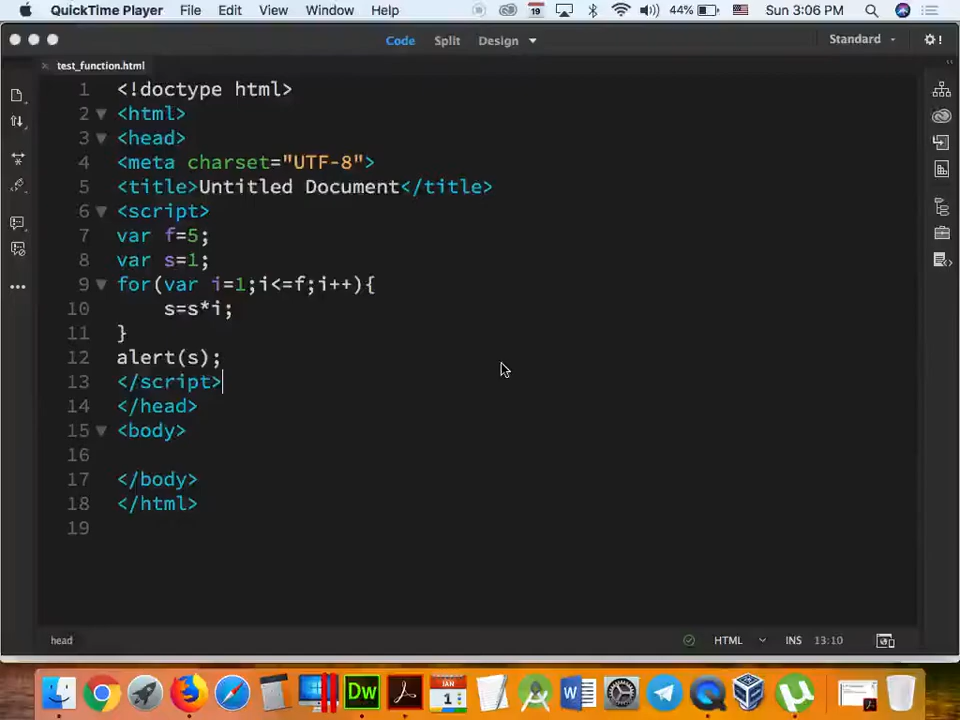 QuickTime Player File Edit View Window Help 19 44% Sun 3:06 PM
Code Split Design Standard
test_function.html
1 <!doctype html>
2 <html>
3 <head>
4 <meta charset="UTF-8">
5 <title>Untitled Document</title>
6 <script>
7 var f=5;
8 var s=1;
9 for(var i=1;i<=f;i++){
10 s=s*i;
11 }
12 alert(s);
13 </script>
14 </head>
15 <body>
16
17 </body>
18 </html>
19
head HTML INS 13:10
Dw 1 W